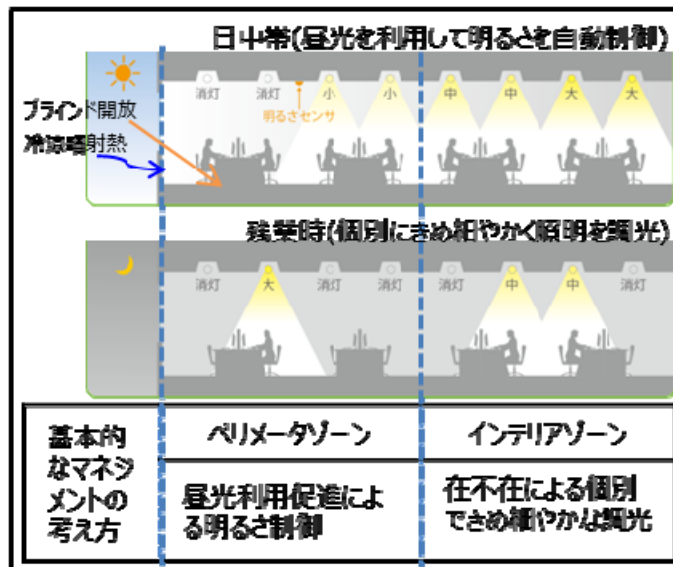 日中帯(昼光を利用して明るさを自動制御)
消灯 消灯 小 小 中 中 大 大
明るさセンサ
ブラインド開放
射熱
残業時(個別にきめ細やかく照明を調光)
消灯 大 消灯 消灯 消灯 中 中 消灯
基本的
なマネジ
メントの
考え方
ペリメータゾーン
インテリアゾーン
昼光利用促進によ
る明るさ制御
在不在による個別
できめ細やかな調光